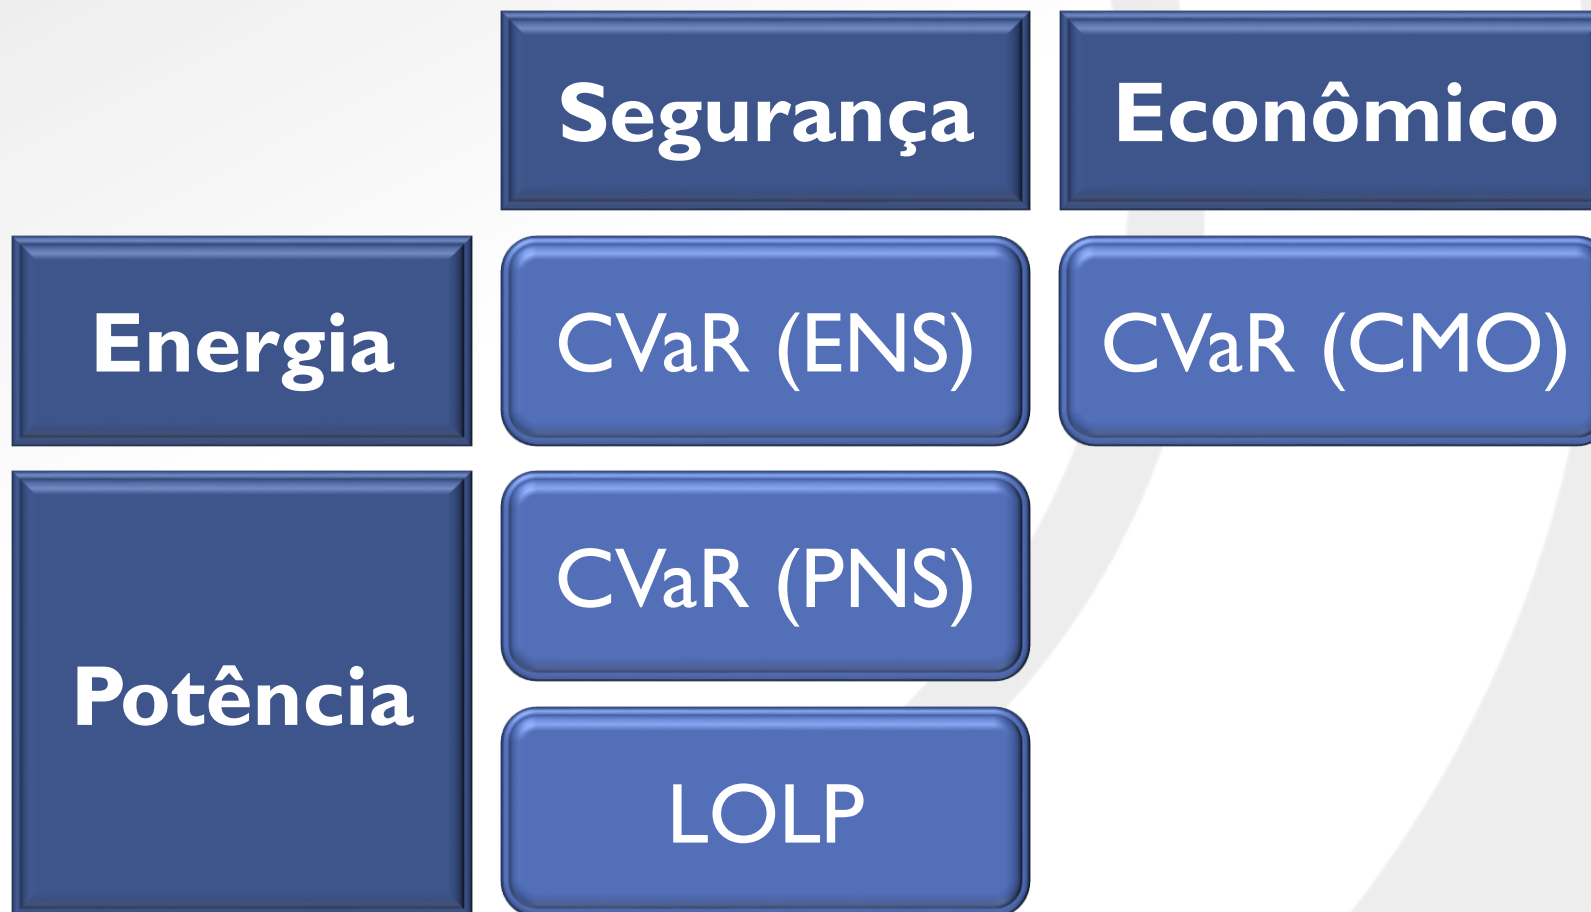 Segurança
Econômico
Energia
CVaR (ENS)
CVaR (CMO)
Potência
CVaR (PNS)
LOLP